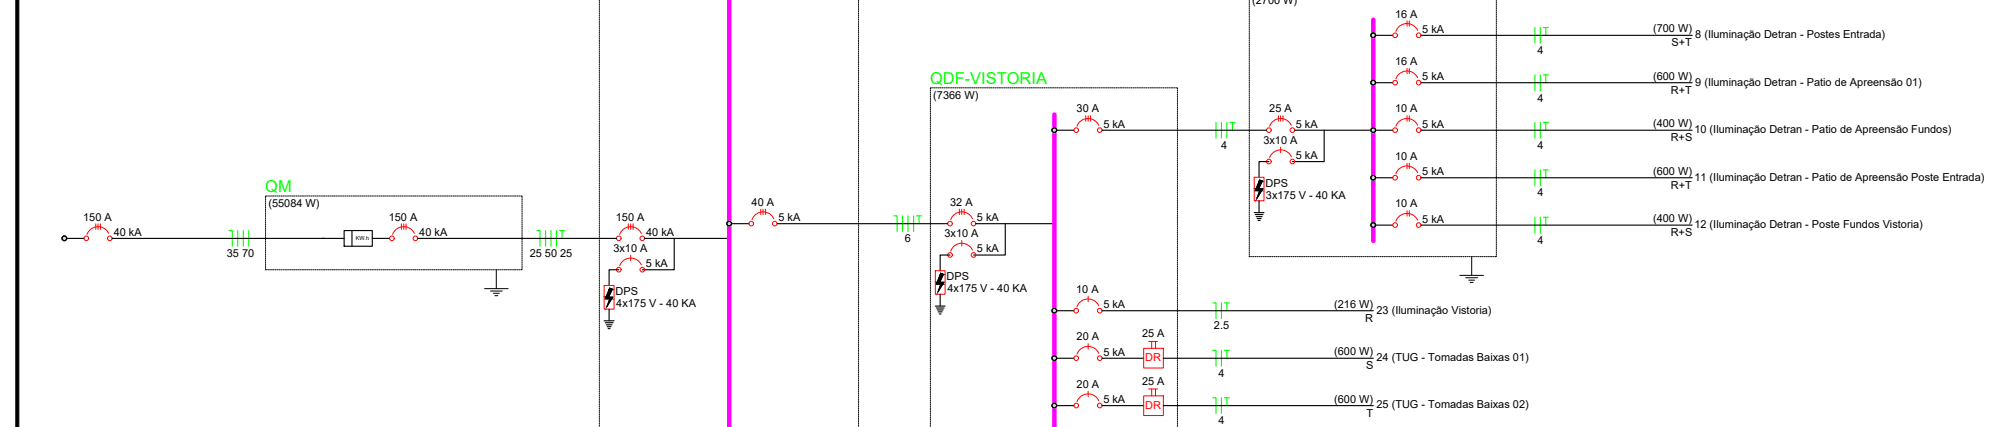 150 A
40 kA
35 70
QM
(55084 W)
KW.h
150 A
40 kA
25 50 25
150 A
40 kA
3x10 A
5 kA
DPS
4x175 V - 40 KA
40 A
5 kA
6
QDF-VISTORIA
(7366 W)
32 A
5 kA
3x10 A
5 kA
DPS
4x175 V - 40 KA
30 A
5 kA
4
(2700 W)
25 A
5 kA
3x10 A
5 kA
DPS
3x175 V - 40 KA
16 A
5 kA
4
(700 W) 8 (Iluminação Detran - Postes Entrada)
S+T
16 A
5 kA
4
(600 W) 9 (Iluminação Detran - Patio de Apreensão 01)
R+T
10 A
5 kA
4
(400 W) 10 (Iluminação Detran - Patio de Apreensão Fundos)
R+S
10 A
5 kA
4
(600 W) 11 (Iluminação Detran - Patio de Apreensão Poste Entrada)
R+T
10 A
5 kA
4
(400 W) 12 (Iluminação Detran - Poste Fundos Vistoria)
R+S
10 A
5 kA
2.5
(216 W) 23 (Iluminação Vistoria)
R
20 A
5 kA
25 A
DR
4
(600 W) 24 (TUG - Tomadas Baixas 01)
S
20 A
5 kA
25 A
DR
4
(600 W) 25 (TUG - Tomadas Baixas 02)
T